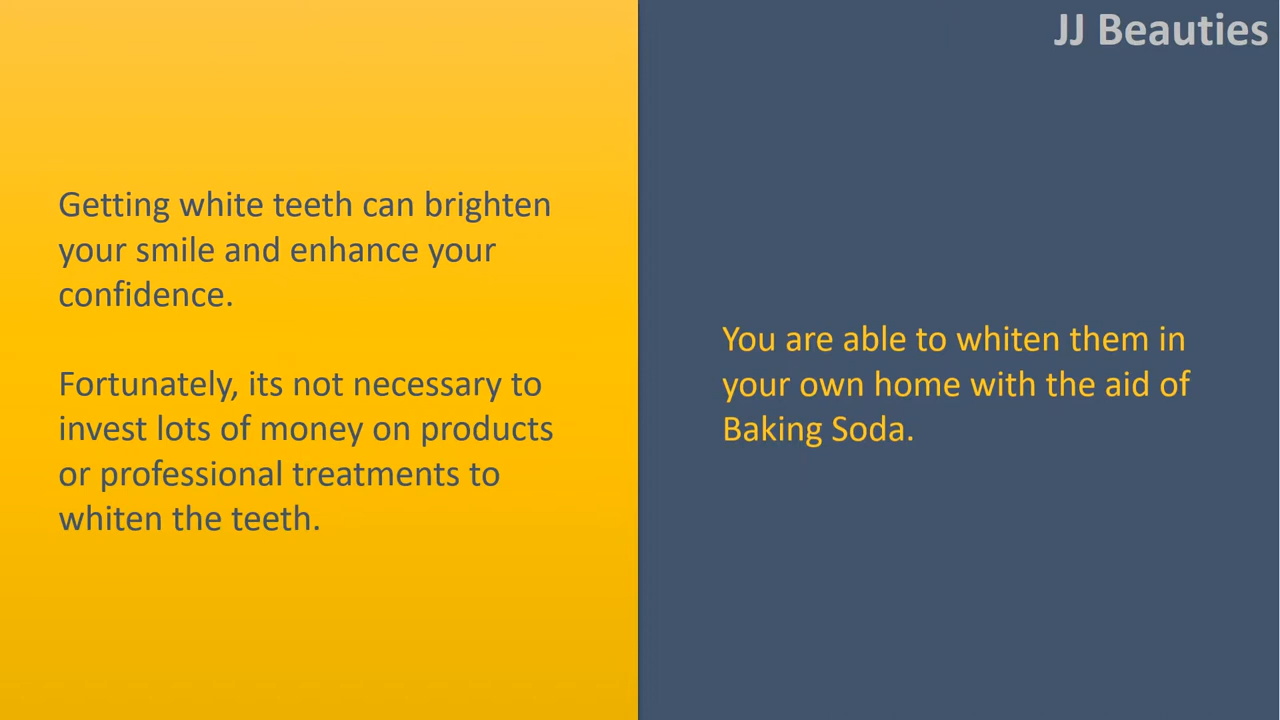 JJ Beauties
Getting white teeth can brighten
your smile and enhance your
confidence.
Fortunately, its not necessary to
invest lots of money on products
or professional treatments to
whiten the teeth.
You are able to whiten them in
your own home with the aid of
Baking Soda.